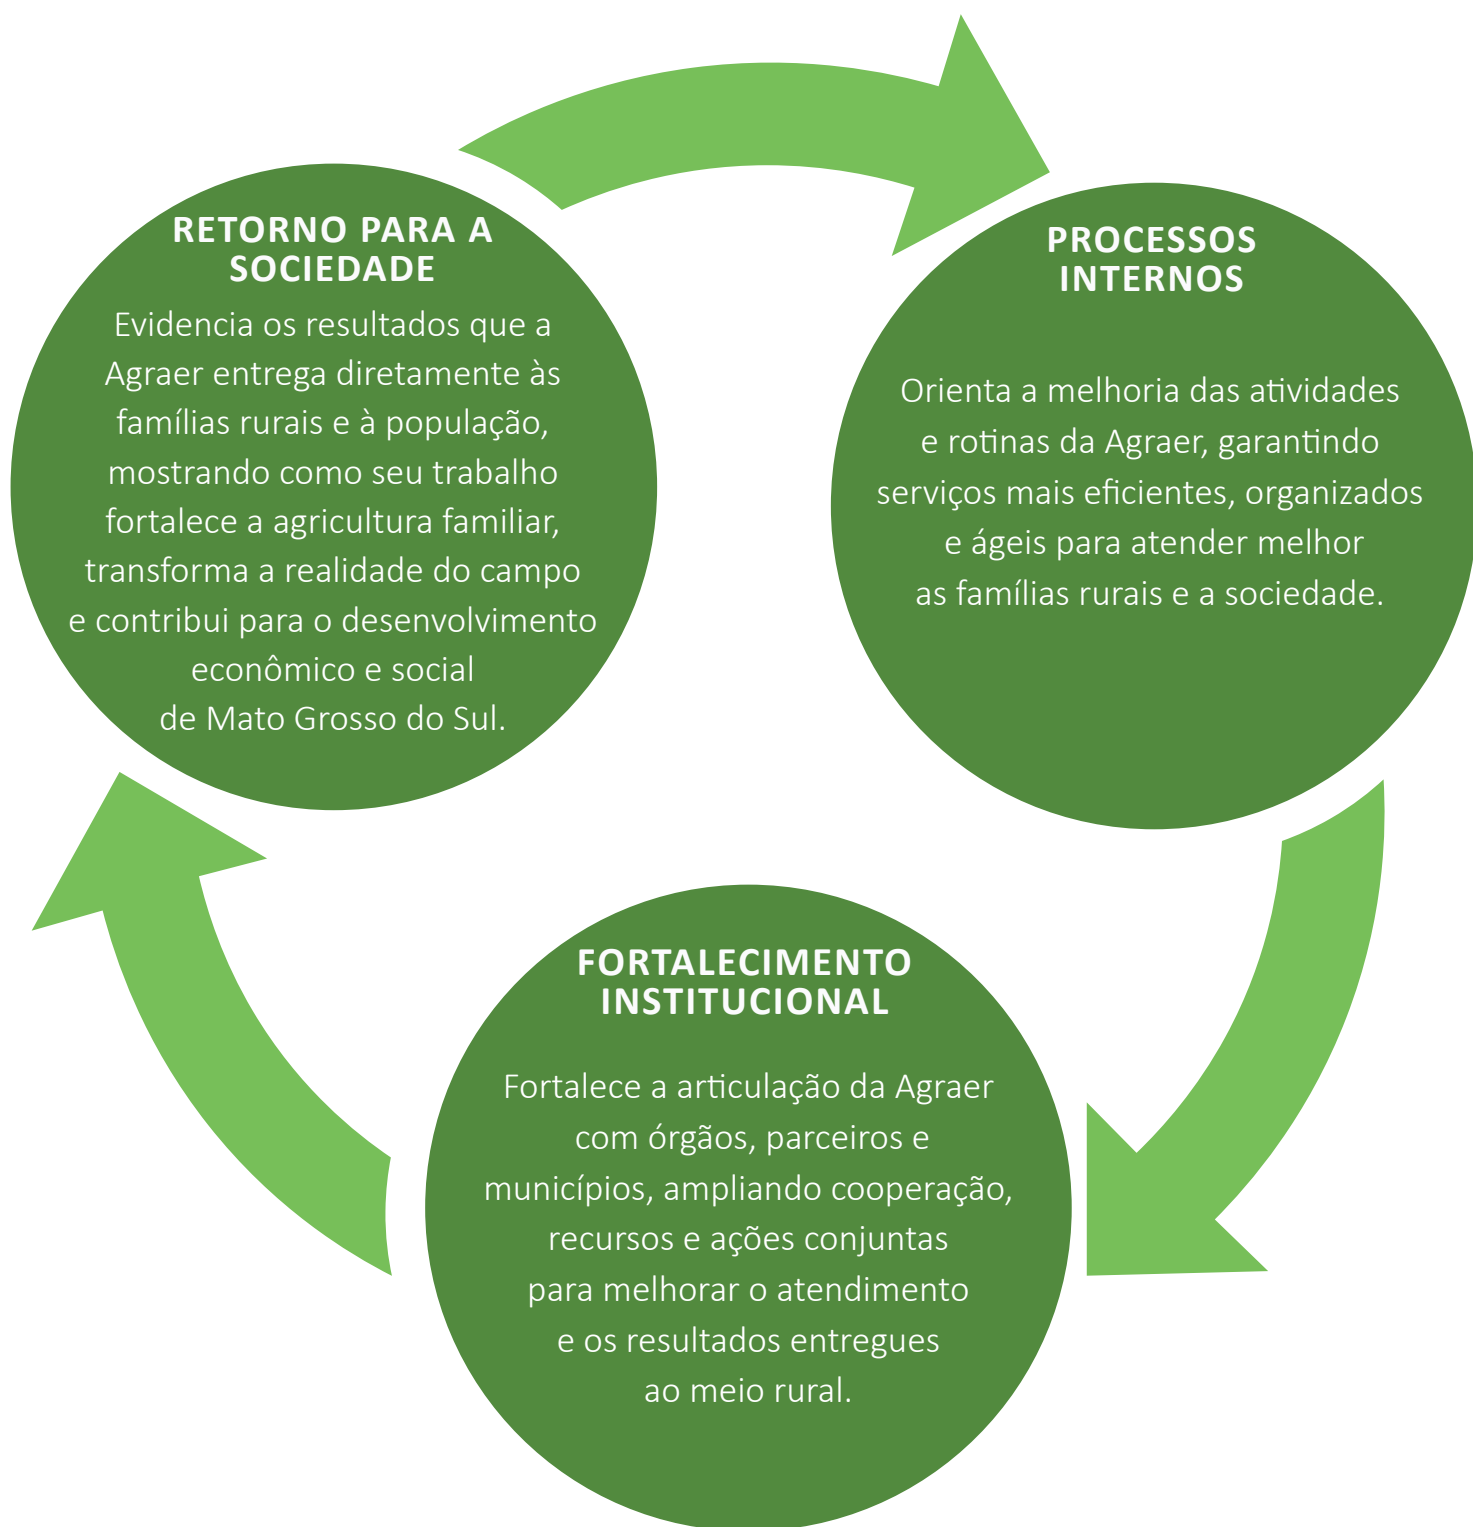 RETORNO PARA A
SOCIEDADE
Evidencia os resultados que a
Agraer entrega diretamente às
famílias rurais e à população,
mostrando como seu trabalho
fortalece a agricultura familiar,
transforma a realidade do campo
e contribui para o desenvolvimento
econômico e social
de Mato Grosso do Sul.
PROCESSOS
INTERNOS
Orienta a melhoria das atividades
e rotinas da Agraer, garantindo
serviços mais eficientes, organizados
e ágeis para atender melhor
as famílias rurais e a sociedade.
FORTALECIMENTO
INSTITUCIONAL
Fortalece a articulação da Agraer
com órgãos, parceiros e
municípios, ampliando cooperação,
recursos e ações conjuntas
para melhorar o atendimento
e os resultados entregues
ao meio rural.